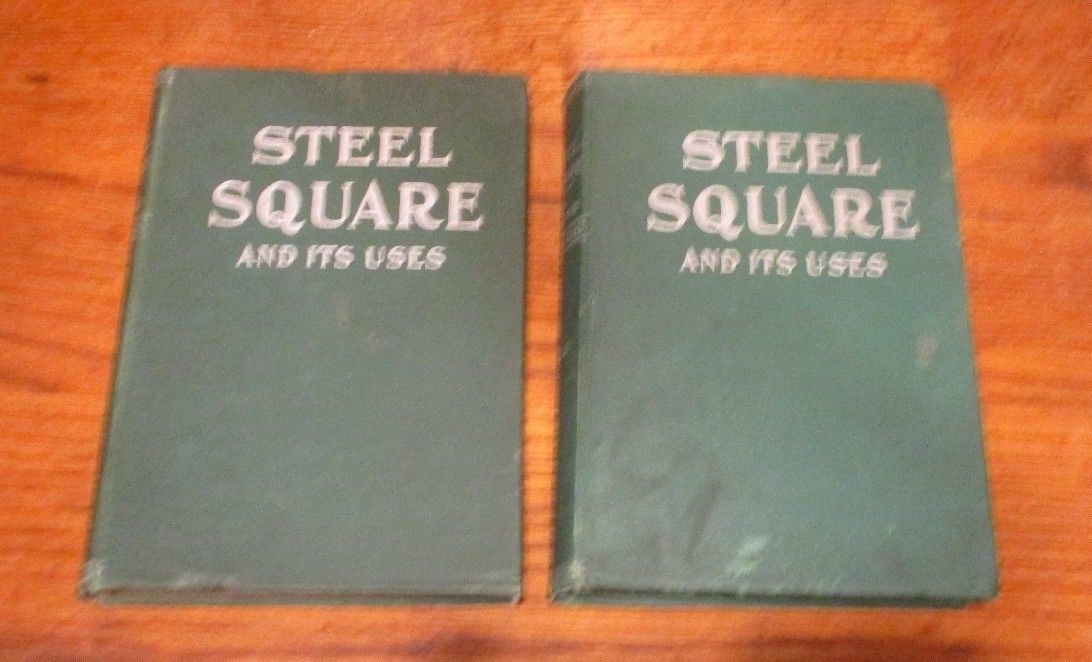 STEEL
SQUARE
AND ITS USES
STEEL
SQUARE
AND ITS USES